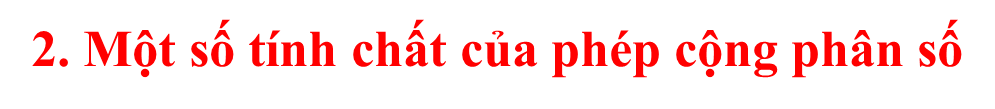 2. Một số tính chất của phép cộng phân số